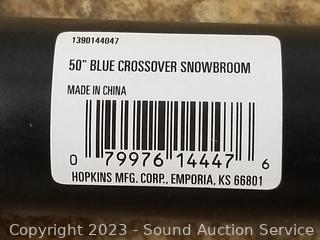 1390144047
50" BLUE CROSSOVER SNOWBROOM
MADE IN CHINA
0 79976 14447 6
HOPKINS MFG. CORP., EMPORIA, KS 66801
Copyright 2023 - Sound Auction Service